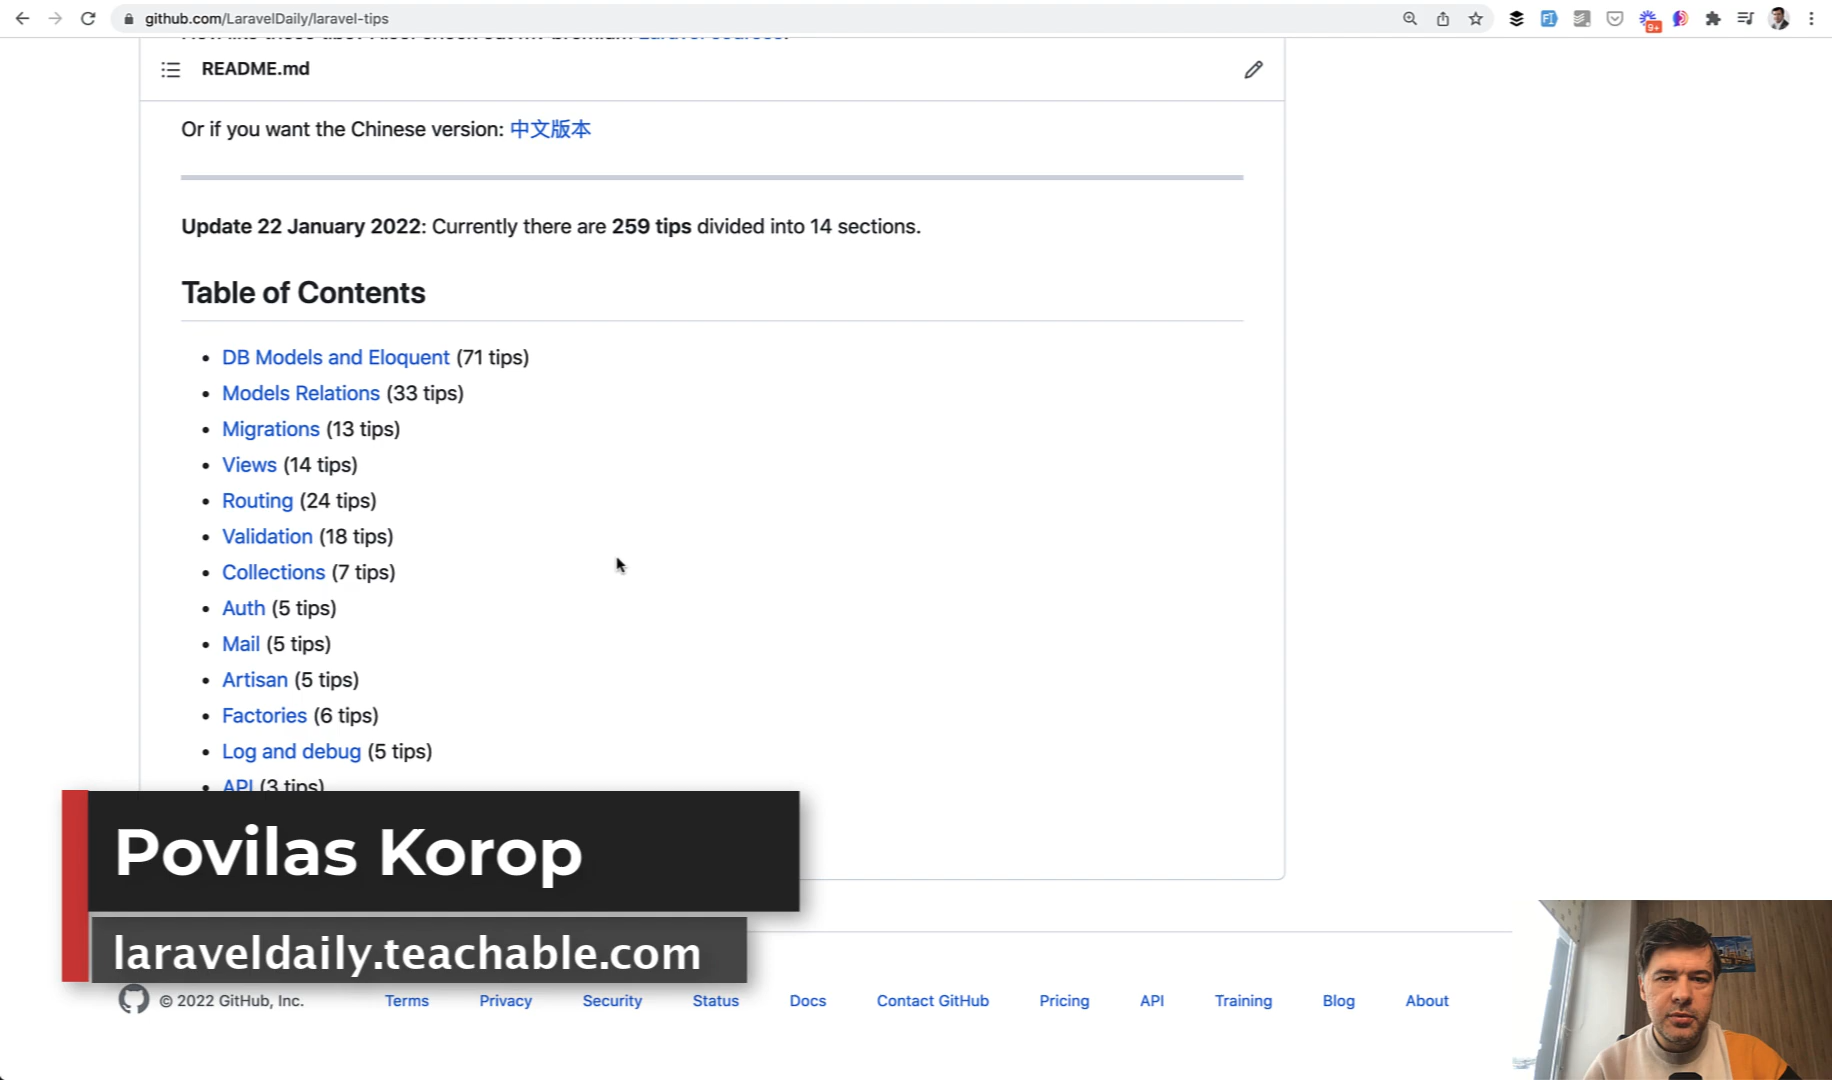 github.com/LaravelDaily/laravel-tips
9+
README.md
Or if you want the Chinese version: 中文版本
Update 22 January 2022: Currently there are 259 tips divided into 14 sections.
Table of Contents
DB Models and Eloquent (71 tips)
Models Relations (33 tips)
Migrations (13 tips)
Views (14 tips)
Routing (24 tips)
Validation (18 tips)
Collections (7 tips)
Auth (5 tips)
Mail (5 tips)
Artisan (5 tips)
Factories (6 tips)
Log and debug (5 tips)
API (3 tips)
Povilas Korop
laraveldaily.teachable.com
© 2022 GitHub, Inc. Terms Privacy Security Status Docs Contact GitHub Pricing API Training Blog About